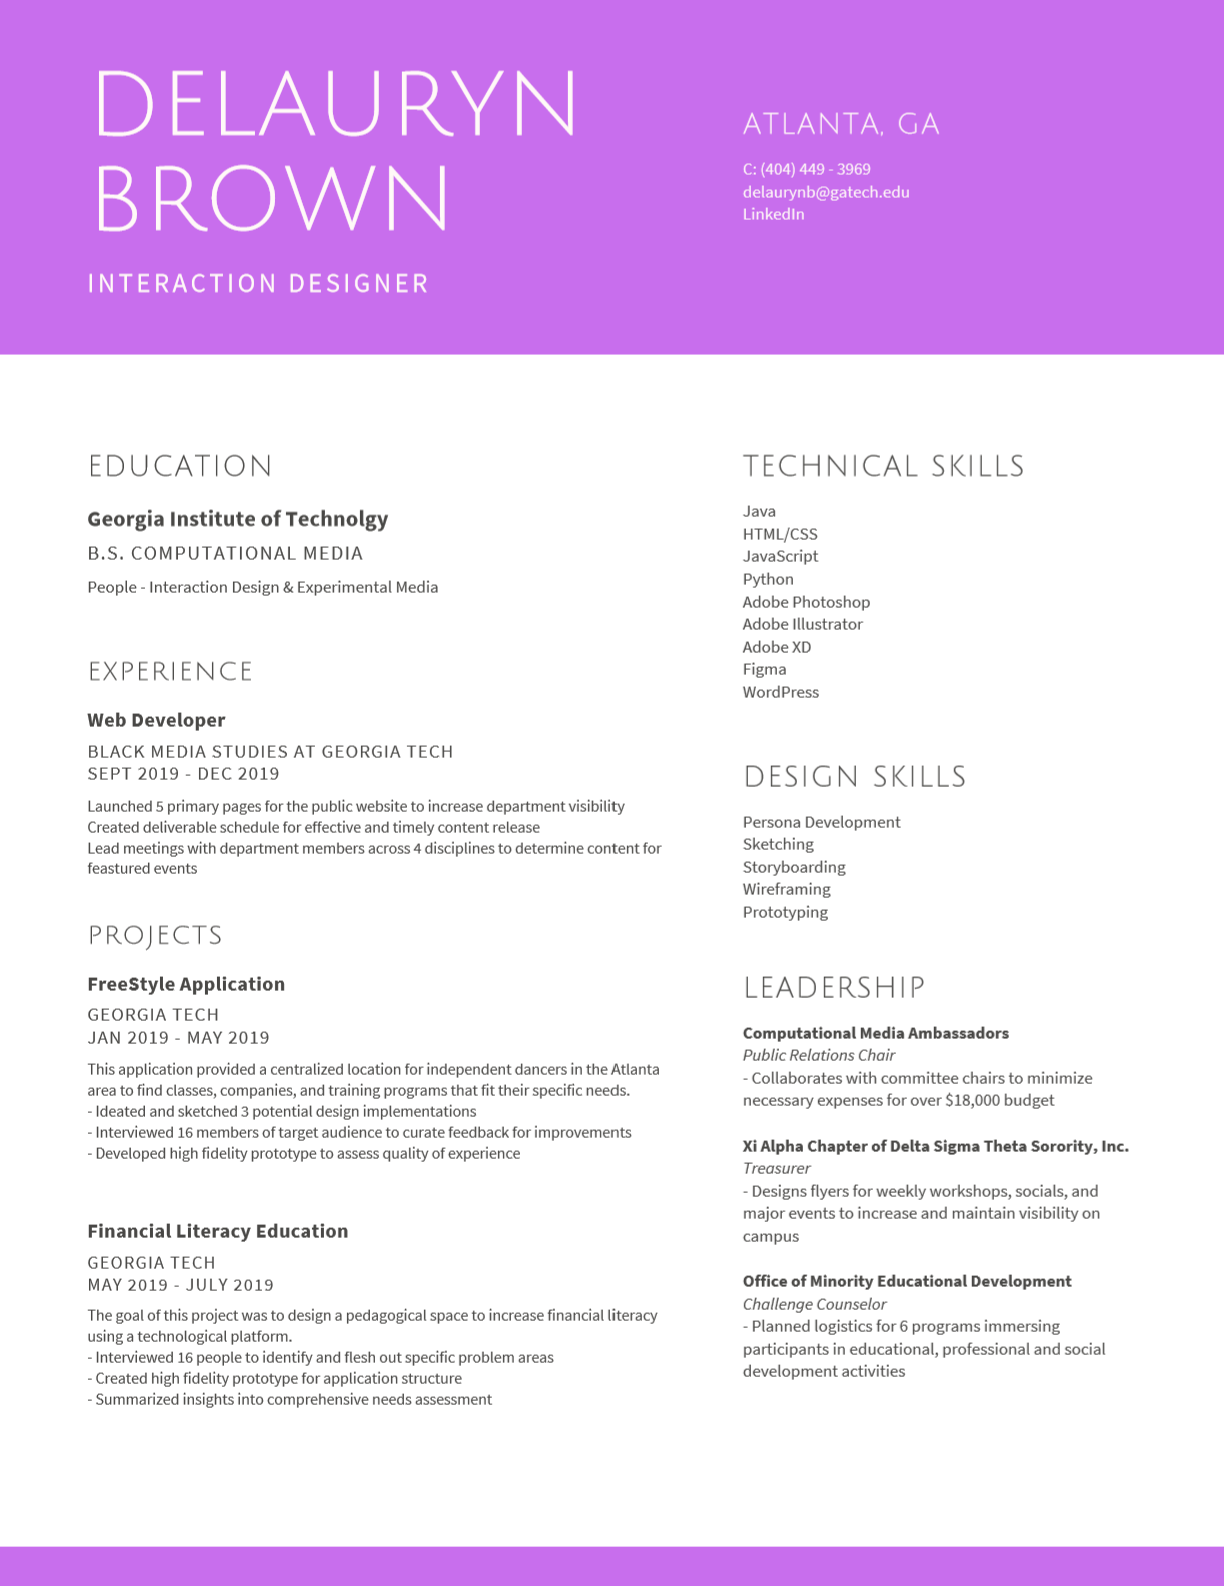 DELAURYN
BROWN
INTERACTION DESIGNER
ATLANTA, GA
C: (404) 449 - 3969
delaurynb@gatech.edu
LinkedIn
EDUCATION
Georgia Institute of Technolgy
B.S. COMPUTATIONAL MEDIA
People - Interaction Design & Experimental Media
EXPERIENCE
Web Developer
BLACK MEDIA STUDIES AT GEORGIA TECH
SEPT 2019 - DEC 2019
Launched 5 primary pages for the public website to increase department visibility
Created deliverable schedule for effective and timely content release
Lead meetings with department members across 4 disciplines to determine content for
feastured events
PROJECTS
FreeStyle Application
GEORGIA TECH
JAN 2019 - MAY 2019
This application provided a centralized location for independent dancers in the Atlanta
area to find classes, companies, and training programs that fit their specific needs.
- Ideated and sketched 3 potential design implementations
- Interviewed 16 members of target audience to curate feedback for improvements
- Developed high fidelity prototype to assess quality of experience
Financial Literacy Education
GEORGIA TECH
MAY 2019 - JULY 2019
The goal of this project was to design a pedagogical space to increase financial literacy
using a technological platform.
- Interviewed 16 people to identify and flesh out specific problem areas
- Created high fidelity prototype for application structure
- Summarized insights into comprehensive needs assessment
TECHNICAL SKILLS
Java
HTML/CSS
JavaScript
Python
Adobe Photoshop
Adobe Illustrator
Adobe XD
Figma
WordPress
DESIGN SKILLS
Persona Development
Sketching
Storyboarding
Wireframing
Prototyping
LEADERSHIP
Computational Media Ambassadors
Public Relations Chair
- Collaborates with committee chairs to minimize
necessary expenses for over $18,000 budget
Xi Alpha Chapter of Delta Sigma Theta Sorority, Inc.
Treasurer
- Designs flyers for weekly workshops, socials, and
major events to increase and maintain visibility on
campus
Office of Minority Educational Development
Challenge Counselor
- Planned logistics for 6 programs immersing
participants in educational, professional and social
development activities